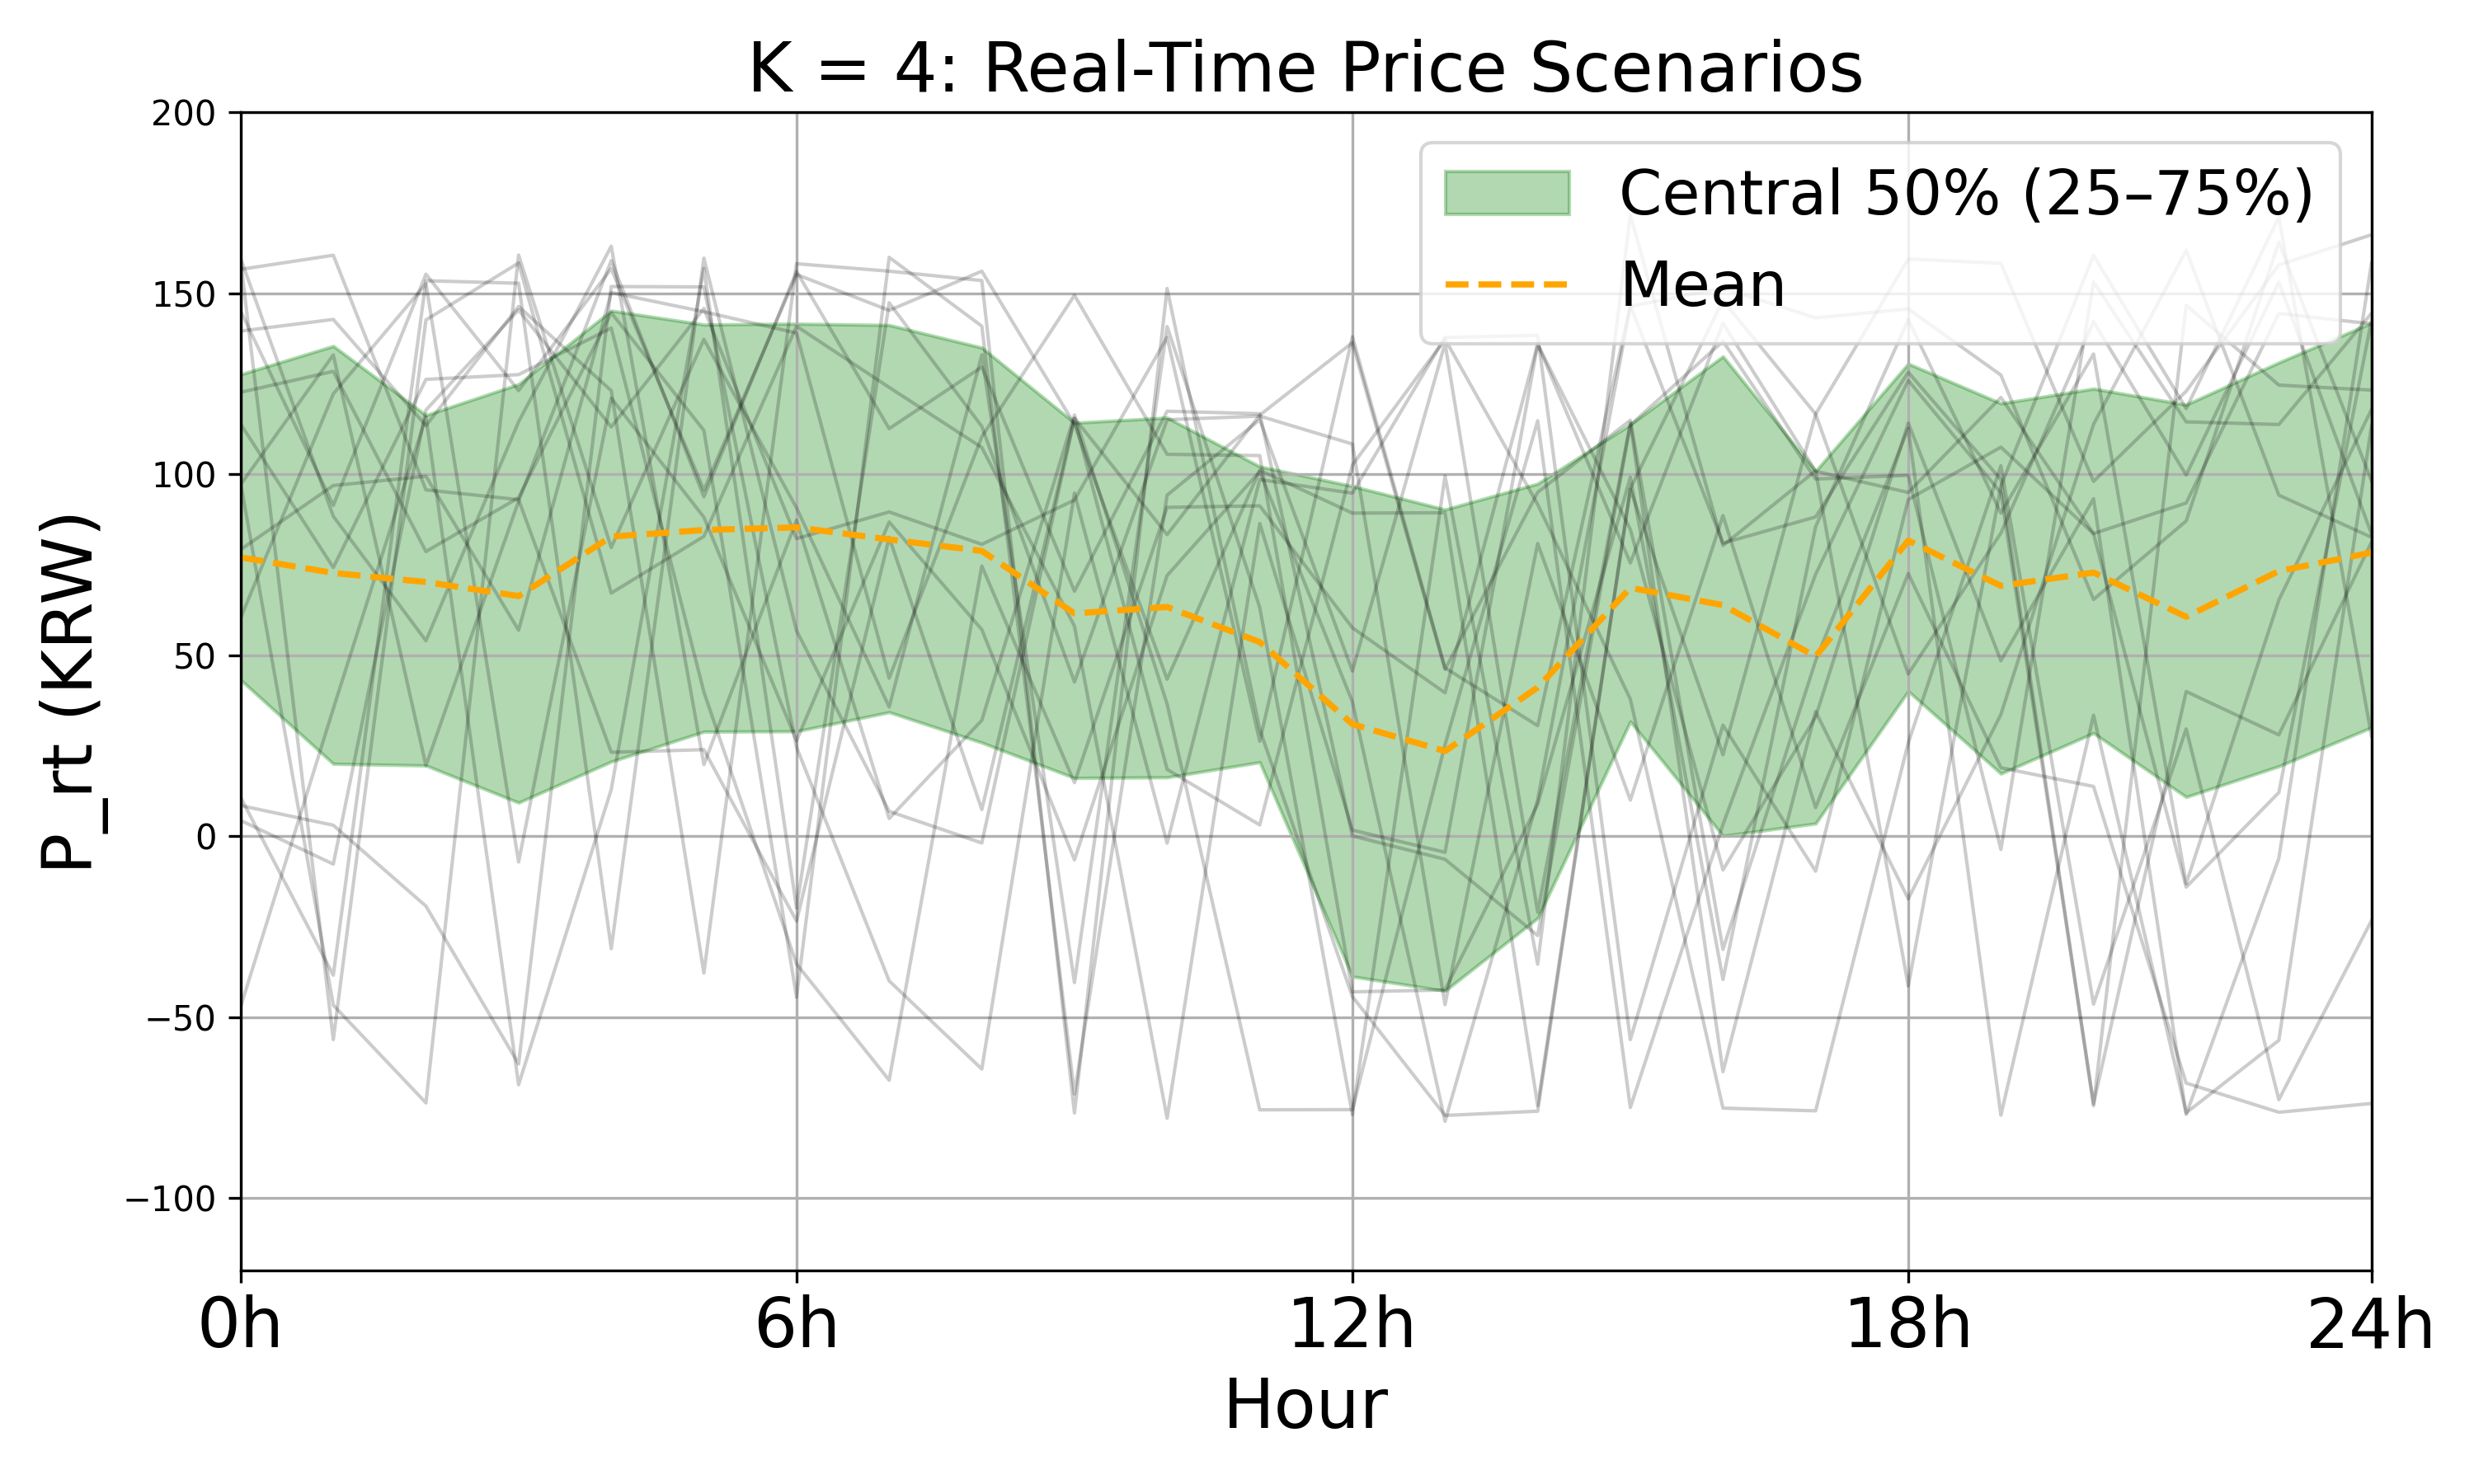 K = 4: Real-Time Price Scenarios
Central 50% (25–75%)
Mean
P_rt (KRW)
200
150
100
50
0
−50
−100
0h
6h
12h
18h
24h
Hour